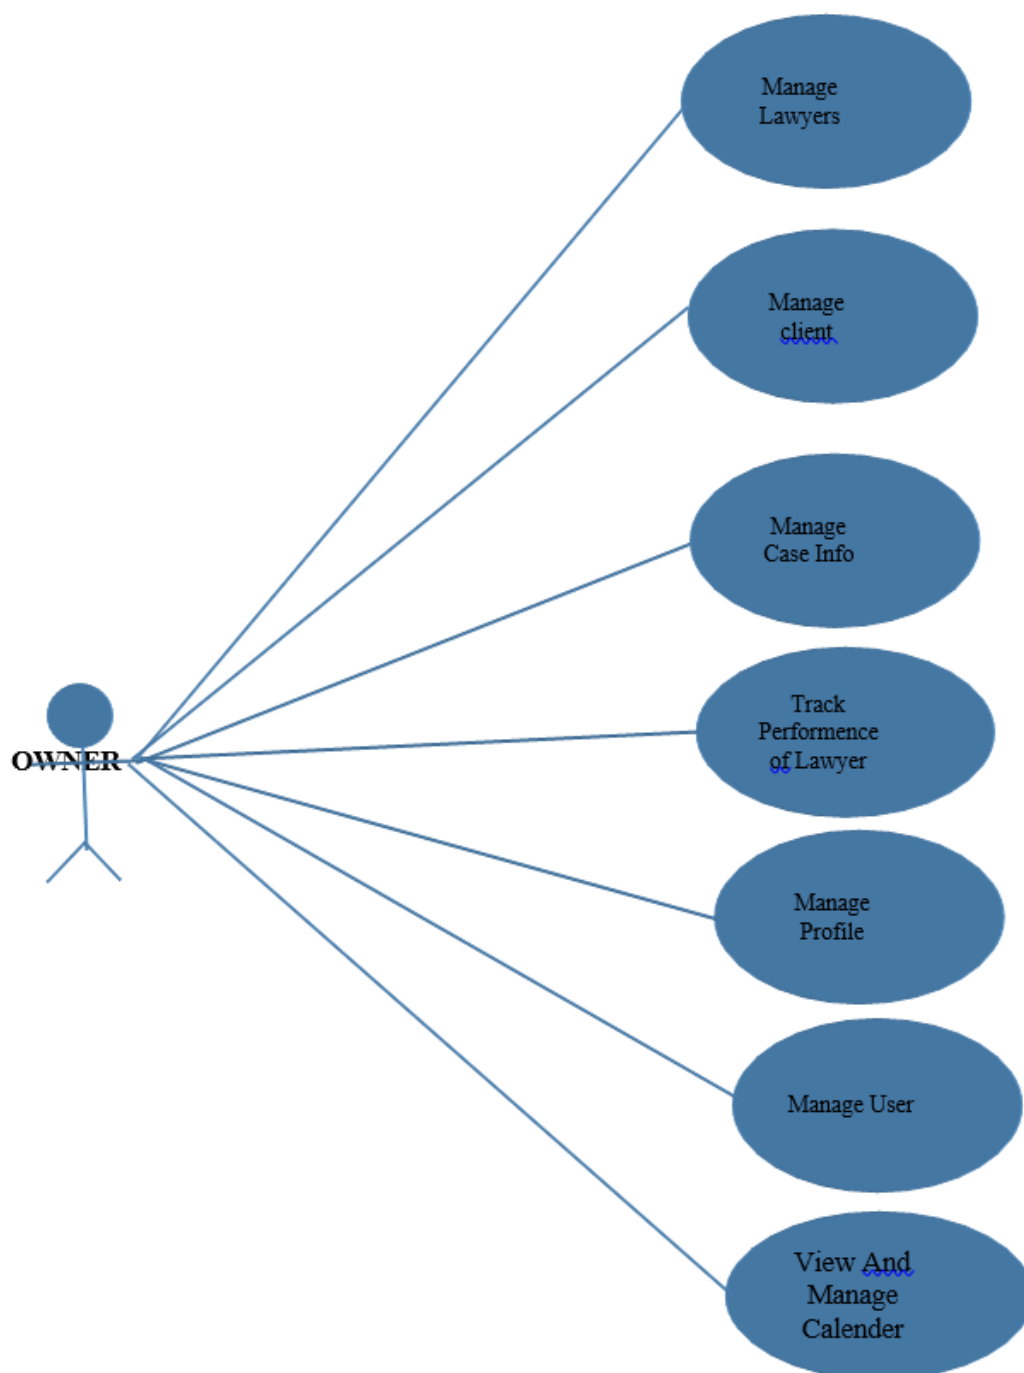 Manage
Lawyers
Manage
client
Manage
Case Info
Track
Performence
of Lawyer
OWNER
Manage
Profile
Manage User
View And
Manage
Calender